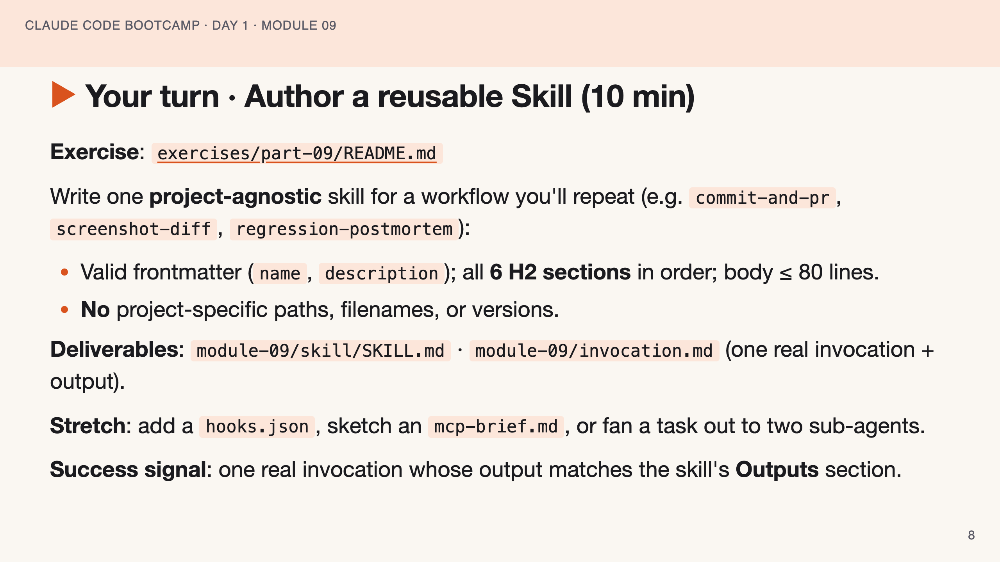 CLAUDE CODE BOOTCAMP · DAY 1 · MODULE 09
Your turn · Author a reusable Skill (10 min)
Exercise: exercises/part-09/README.md
Write one project-agnostic skill for a workflow you'll repeat (e.g. commit-and-pr,
screenshot-diff, regression-postmortem):
• Valid frontmatter (name, description); all 6 H2 sections in order; body ≤ 80 lines.
• No project-specific paths, filenames, or versions.
Deliverables: module-09/skill/SKILL.md · module-09/invocation.md (one real invocation +
output).
Stretch: add a hooks.json, sketch an mcp-brief.md, or fan a task out to two sub-agents.
Success signal: one real invocation whose output matches the skill's Outputs section.
8